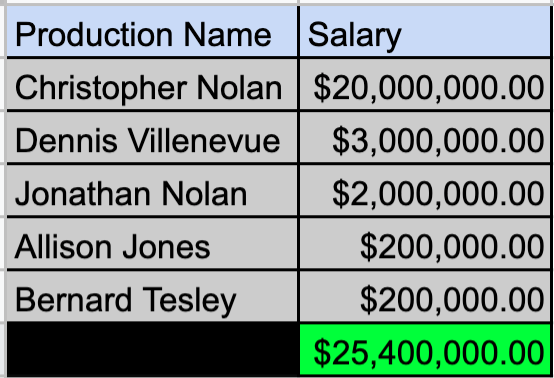 Production Name Salary
Christopher Nolan $20,000,000.00
Dennis Villenevue $3,000,000.00
Jonathan Nolan $2,000,000.00
Allison Jones $200,000.00
Bernard Tesley $200,000.00
$25,400,000.00